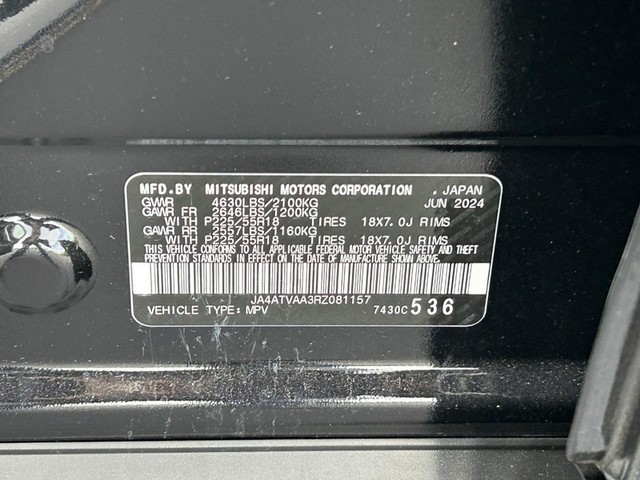 MFD.BY MITSUBISHI MOTORS CORPORATION , JAPAN
GVWR 4630LBS/2100KG JUN 2024
GAWR FR 2646LBS/1200KG
WITH P225/55R18 TIRES 18X7.0J RIMS
GAWR RR 2557LBS/1160KG
WITH P225/55R18 TIRES 18X7.0J RIMS
THIS VEHICLE CONFORMS TO ALL APPLICABLE FEDERAL MOTOR VEHICLE SAFETY AND THEFT
PREVENTION STANDARDS IN EFFECT ON THE DATE OF MANUFACTURE SHOWN ABOVE.
JA4ATVAA3RZ081157
VEHICLE TYPE: MPV 7430C 536